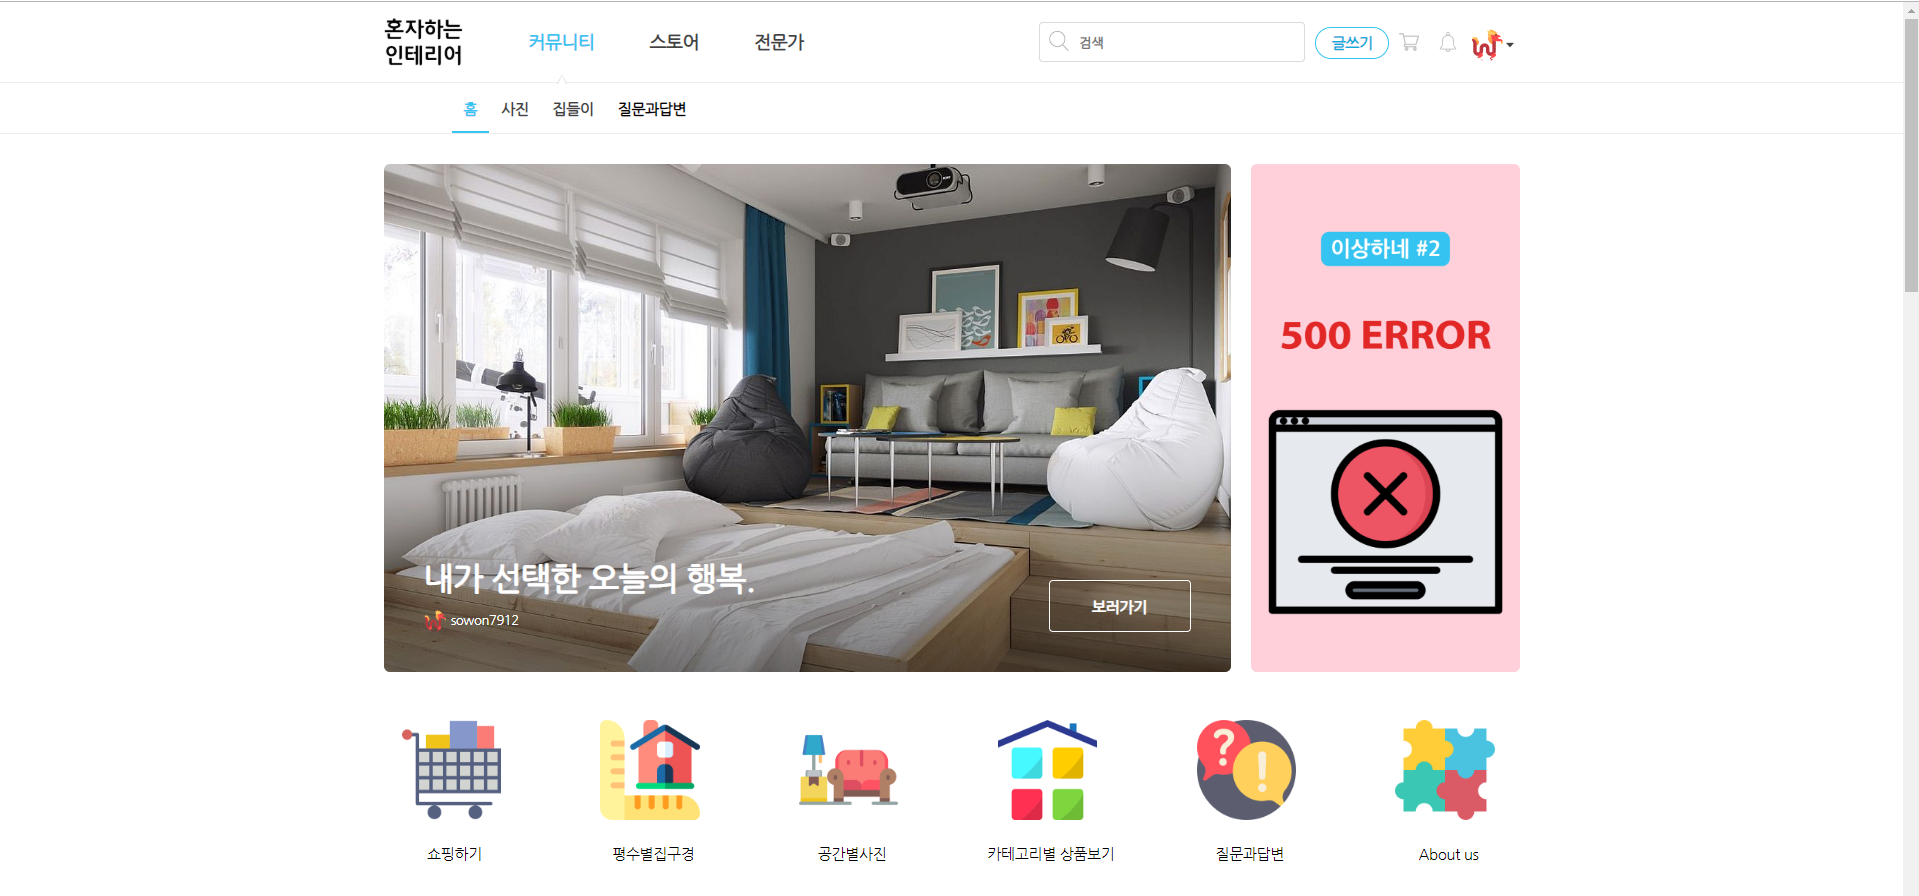 혼자하는
인테리어
커뮤니티 스토어 전문가
검색
글쓰기
홈 사진 집들이 질문과답변
이상하네 #2
500 ERROR
내가 선택한 오늘의 행복.
sowon7912
보러가기
쇼핑하기 평수별집구경 공간별사진 카테고리별 상품보기 질문과답변 About us